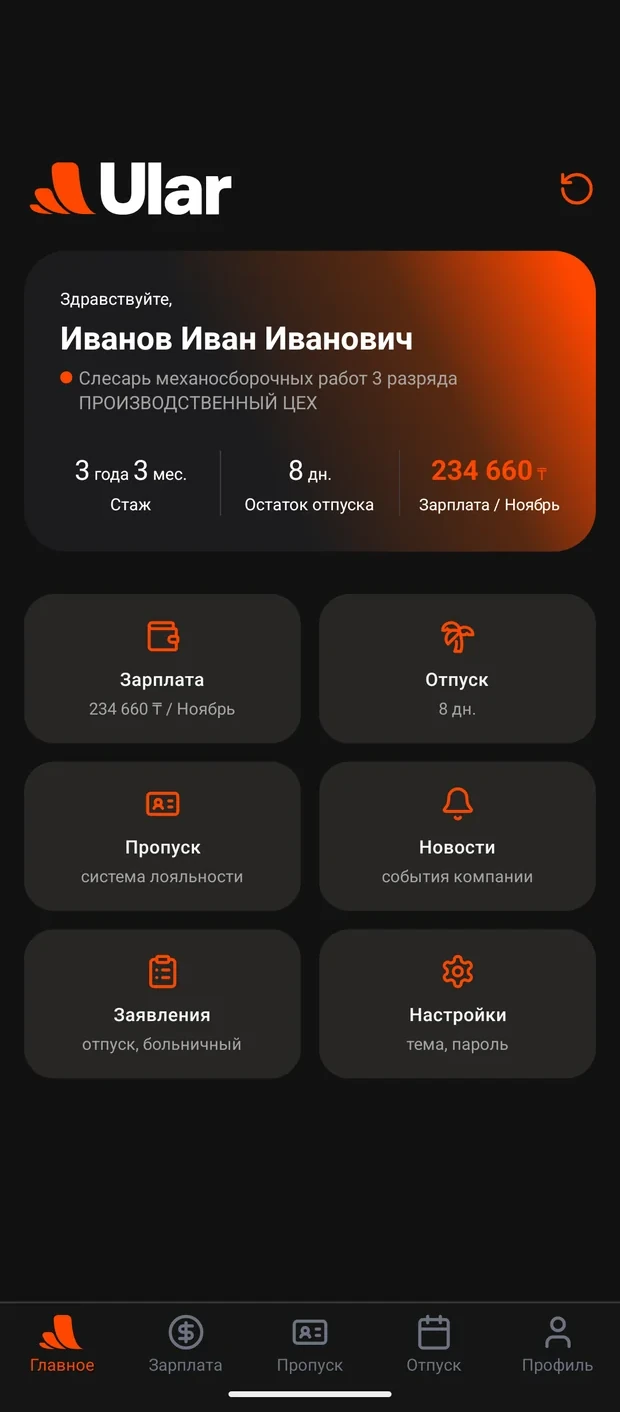 Ular
Здравствуйте,
Иванов Иван Иванович
Слесарь механосборочных работ 3 разряда
ПРОИЗВОДСТВЕННЫЙ ЦЕХ
3 года 3 мес.
Стаж
8 дн.
Остаток отпуска
234 660 ₸
Зарплата / Ноябрь
Зарплата
234 660 ₸ / Ноябрь
Отпуск
8 дн.
Пропуск
система лояльности
Новости
события компании
Заявления
отпуск, больничный
Настройки
тема, пароль
Главное
Зарплата
Пропуск
Отпуск
Профиль